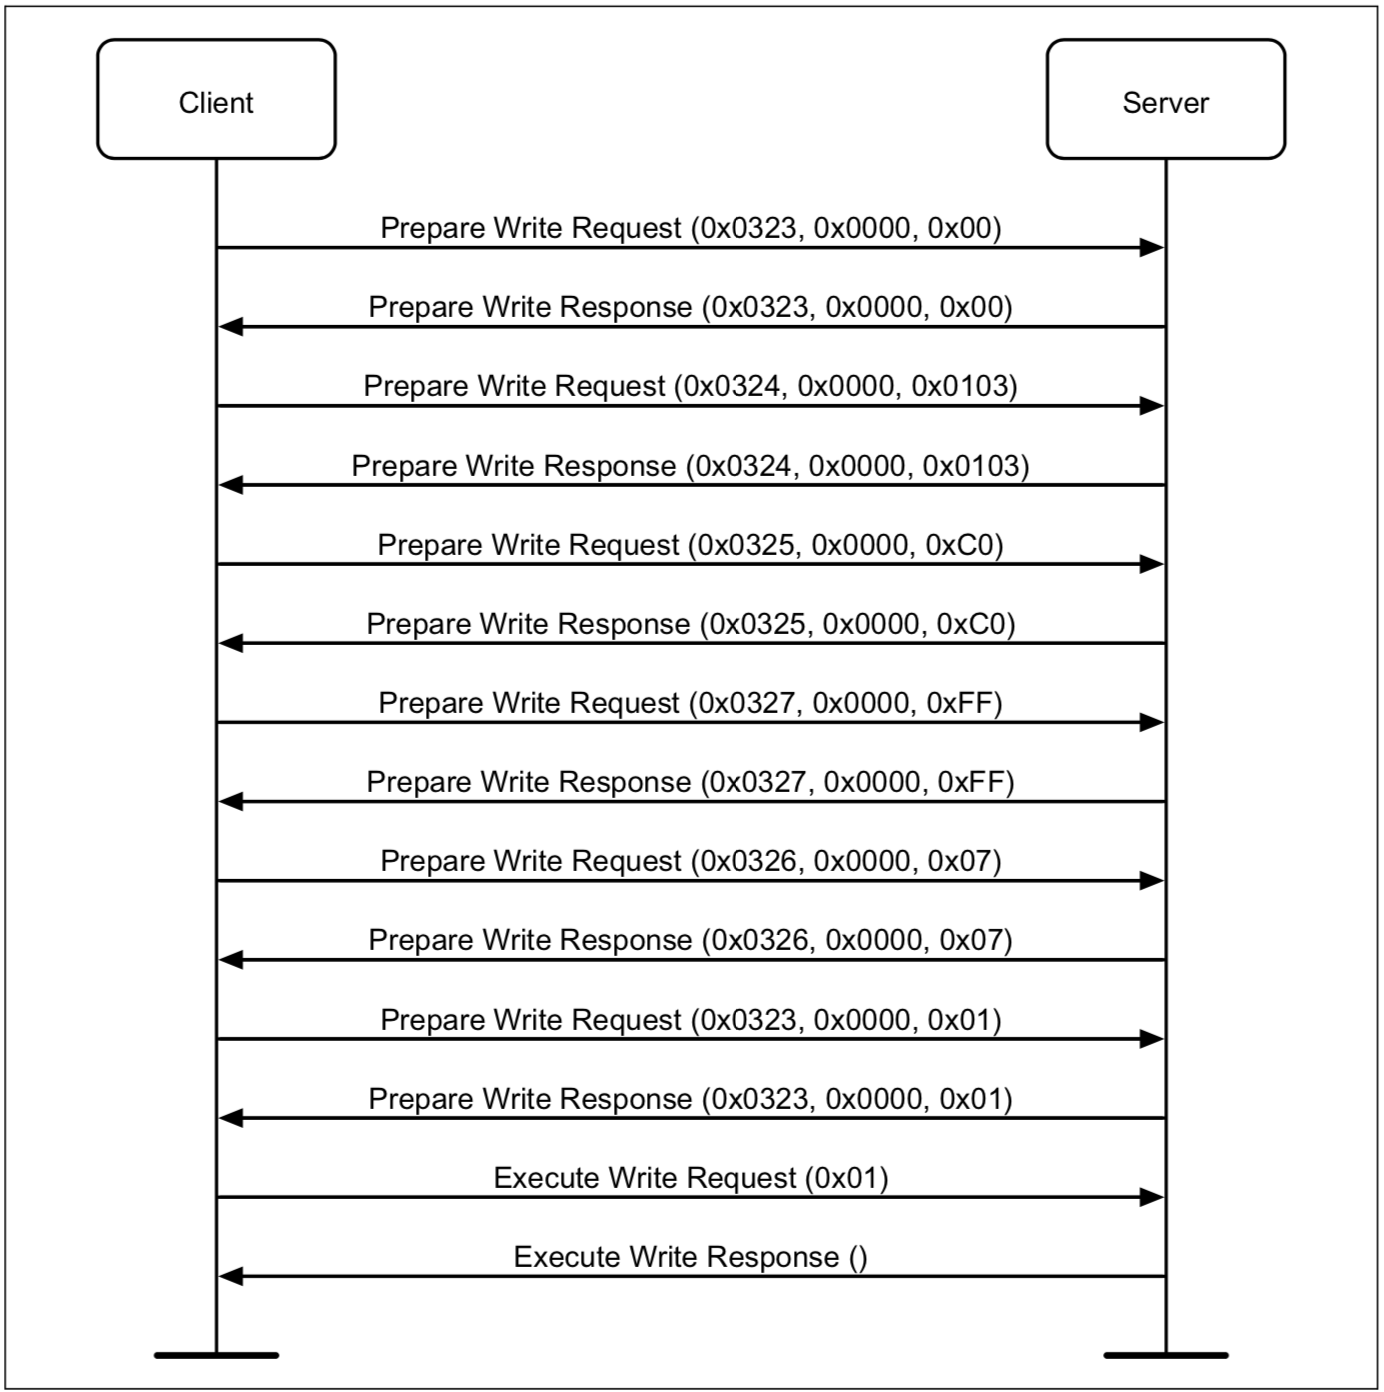 Client
Server
Prepare Write Request (0x0323, 0x0000, 0x00)
Prepare Write Response (0x0323, 0x0000, 0x00)
Prepare Write Request (0x0324, 0x0000, 0x0103)
Prepare Write Response (0x0324, 0x0000, 0x0103)
Prepare Write Request (0x0325, 0x0000, 0xC0)
Prepare Write Response (0x0325, 0x0000, 0xC0)
Prepare Write Request (0x0327, 0x0000, 0xFF)
Prepare Write Response (0x0327, 0x0000, 0xFF)
Prepare Write Request (0x0326, 0x0000, 0x07)
Prepare Write Response (0x0326, 0x0000, 0x07)
Prepare Write Request (0x0323, 0x0000, 0x01)
Prepare Write Response (0x0323, 0x0000, 0x01)
Execute Write Request (0x01)
Execute Write Response ()